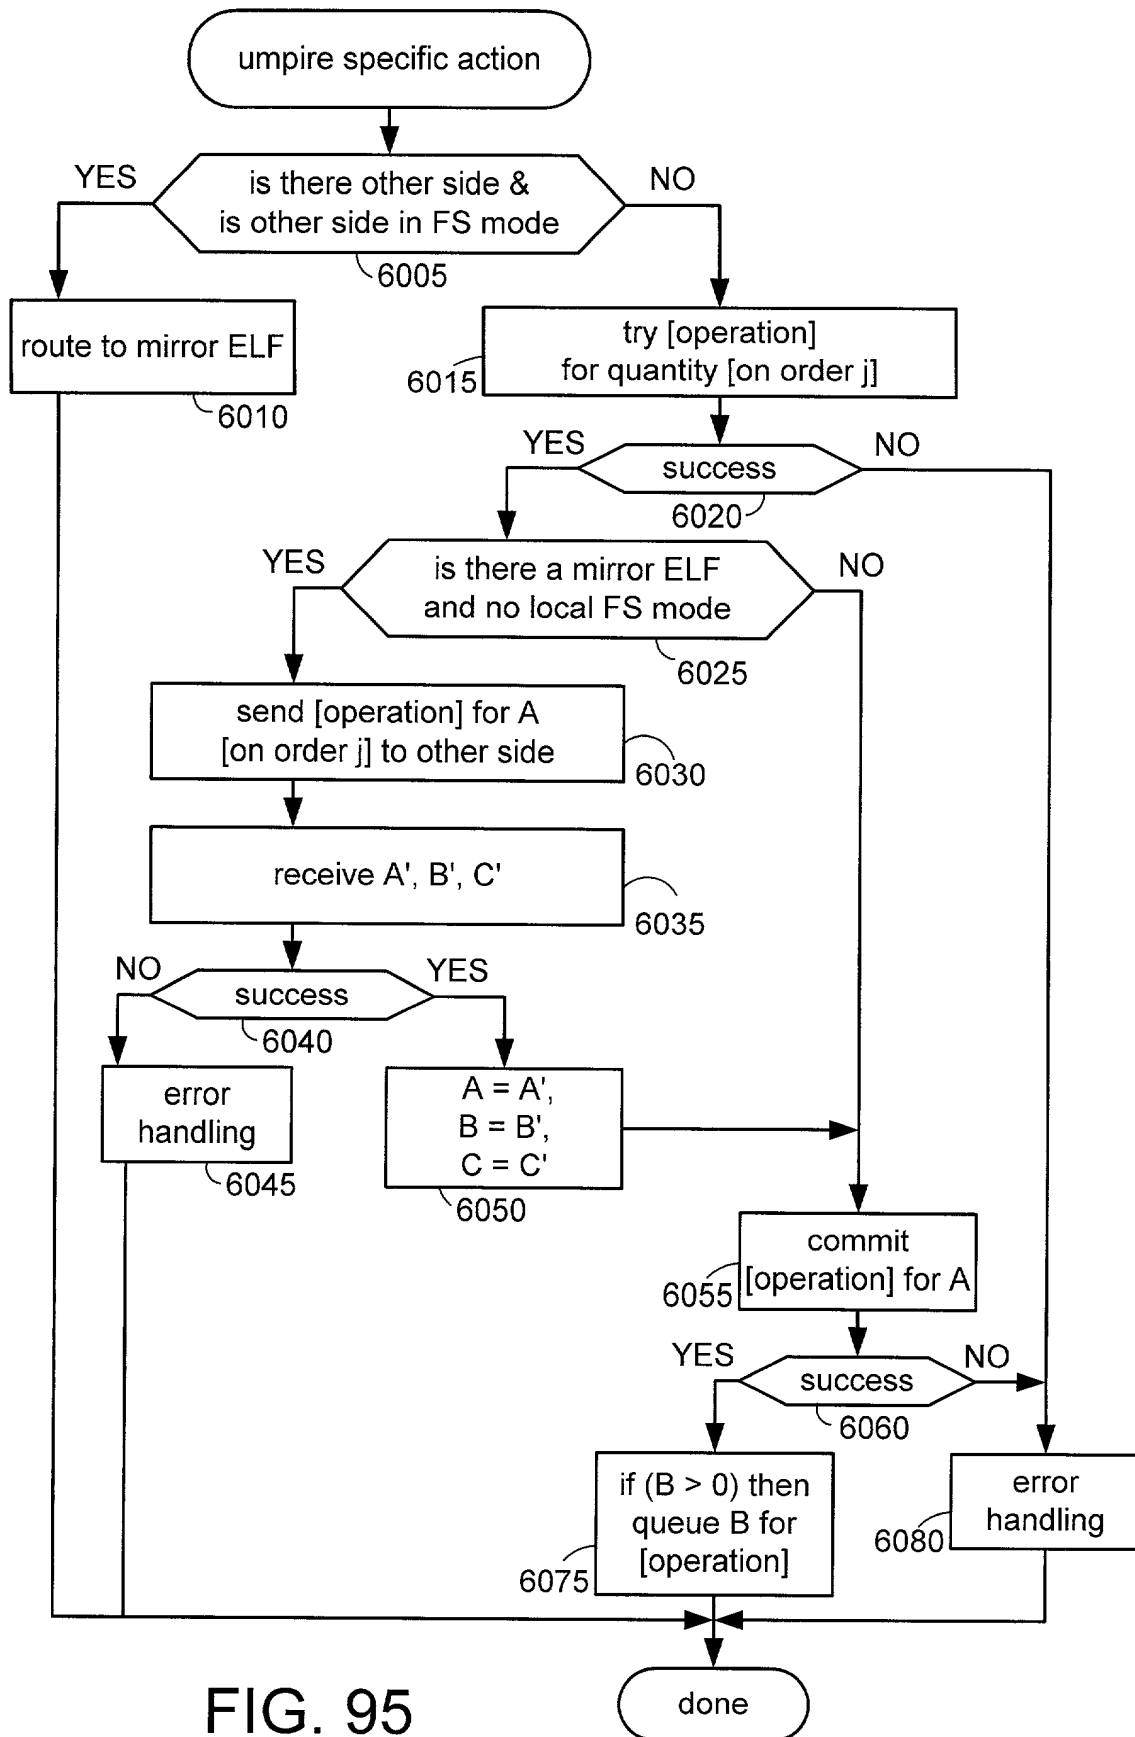 umpire specific action
YES
is there other side &
is other side in FS mode
NO
6005
route to mirror ELF
6010
try [operation]
for quantity [on order j]
6015
YES
success
NO
6020
YES
is there a mirror ELF
and no local FS mode
NO
6025
send [operation] for A
[on order j] to other side
6030
receive A', B', C'
6035
NO
success
YES
6040
error
handling
6045
A = A',
B = B',
C = C'
6050
commit
[operation] for A
6055
YES
success
NO
6060
if (B > 0) then
queue B for
[operation]
6075
error
handling
6080
done
FIG. 95